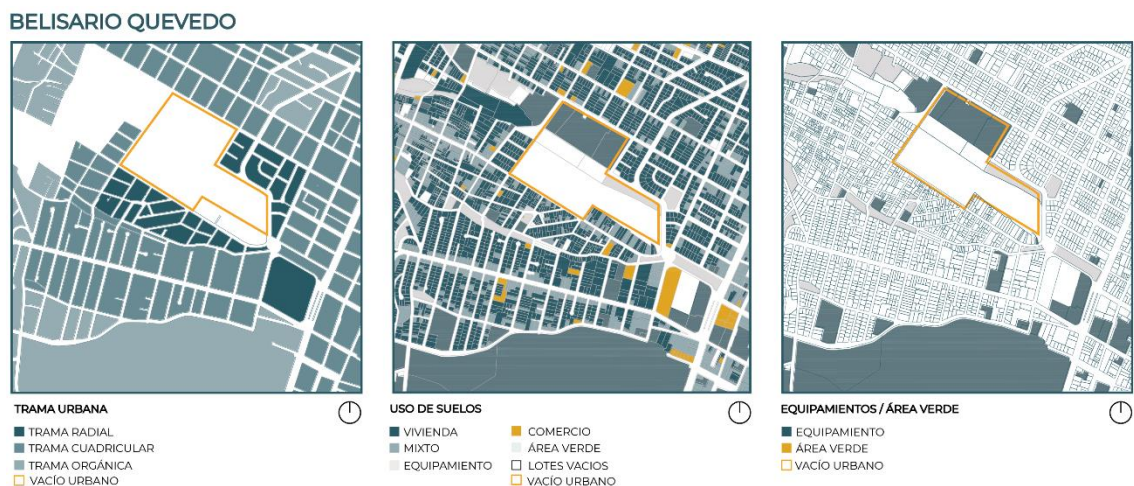 BELISARIO QUEVEDO
TRAMA URBANA
TRAMA RADIAL
TRAMA CUADRICULAR
TRAMA ORGÁNICA
VACÍO URBANO
USO DE SUELOS
VIVIENDA
MIXTO
EQUIPAMIENTO
COMERCIO
ÁREA VERDE
LOTES VACIOS
VACÍO URBANO
EQUIPAMIENTOS / ÁREA VERDE
EQUIPAMIENTO
ÁREA VERDE
VACÍO URBANO